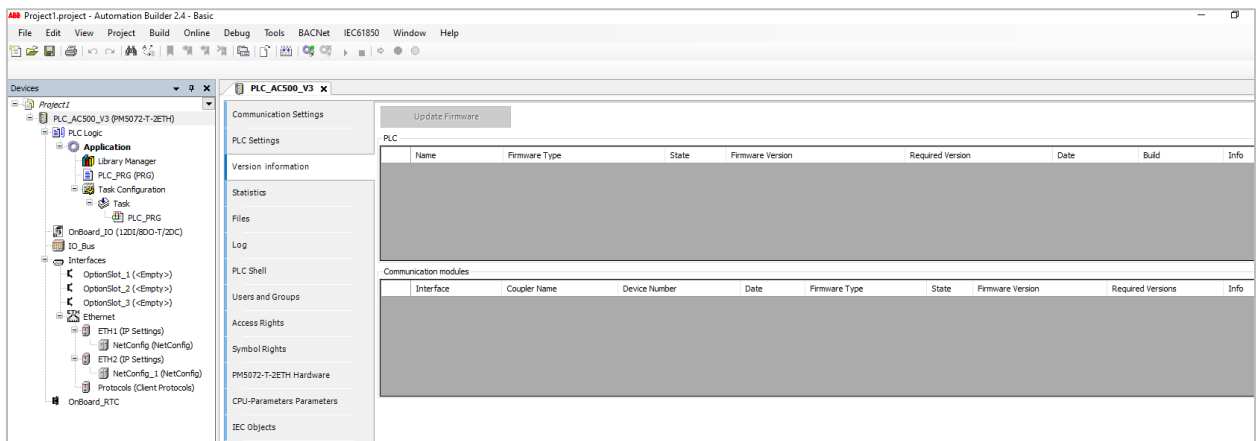 ABB Project1.project - Automation Builder 2.4 - Basic
File Edit View Project Build Online Debug Tools BACNet IEC61850 Window Help
Devices
Project1
PLC_AC500_V3 (PM5072-T-2ETH)
PLC Logic
Application
Library Manager
PLC_PRG (PRG)
Task Configuration
Task
PLC_PRG
OnBoard_IO (12DI/8DO-T/2DC)
IO_Bus
Interfaces
OptionSlot_1 (<Empty>)
OptionSlot_2 (<Empty>)
OptionSlot_3 (<Empty>)
Ethernet
ETH1 (IP Settings)
NetConfig (NetConfig)
ETH2 (IP Settings)
NetConfig_1 (NetConfig)
Protocols (Client Protocols)
OnBoard_RTC
PLC_AC500_V3 X
Communication Settings
PLC Settings
Version information
Statistics
Files
Log
PLC Shell
Users and Groups
Access Rights
Symbol Rights
PM5072-T-2ETH Hardware
CPU-Parameters Parameters
IEC Objects
Update Firmware
PLC
Name Firmware Type State Firmware Version Required Version Date Build Info
Communication modules
Interface Coupler Name Device Number Date Firmware Type State Firmware Version Required Versions Info